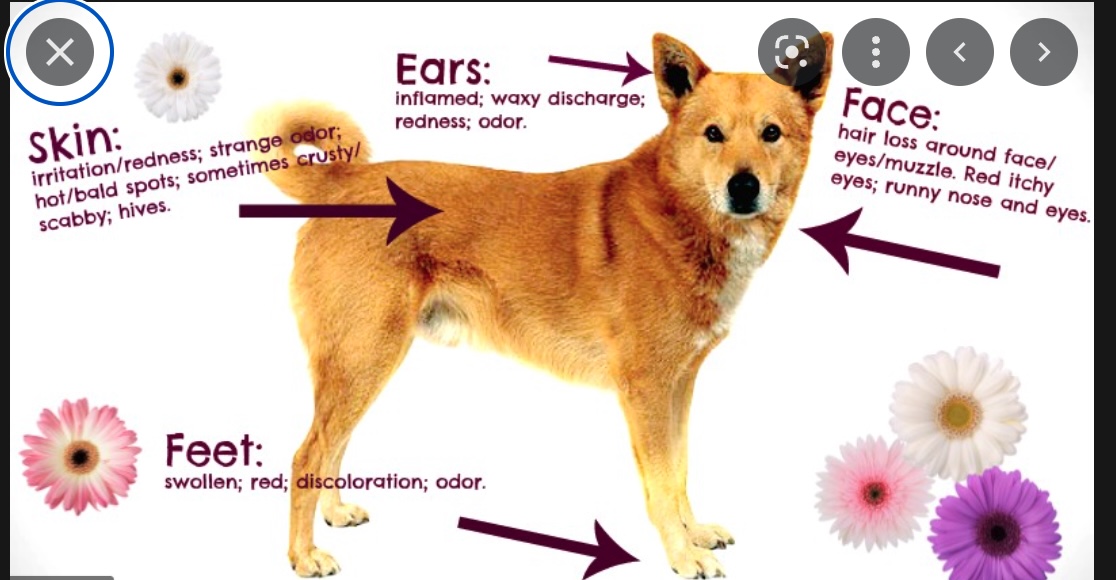 Ears:
inflamed; waxy discharge;
redness; odor.
Face:
hair loss around face/
eyes/muzzle. Red itchy
eyes; runny nose and eyes.
Skin:
irritation/redness; strange odor;
hot/bald spots; sometimes crusty/
scabby; hives.
Feet:
swollen; red; discoloration; odor.